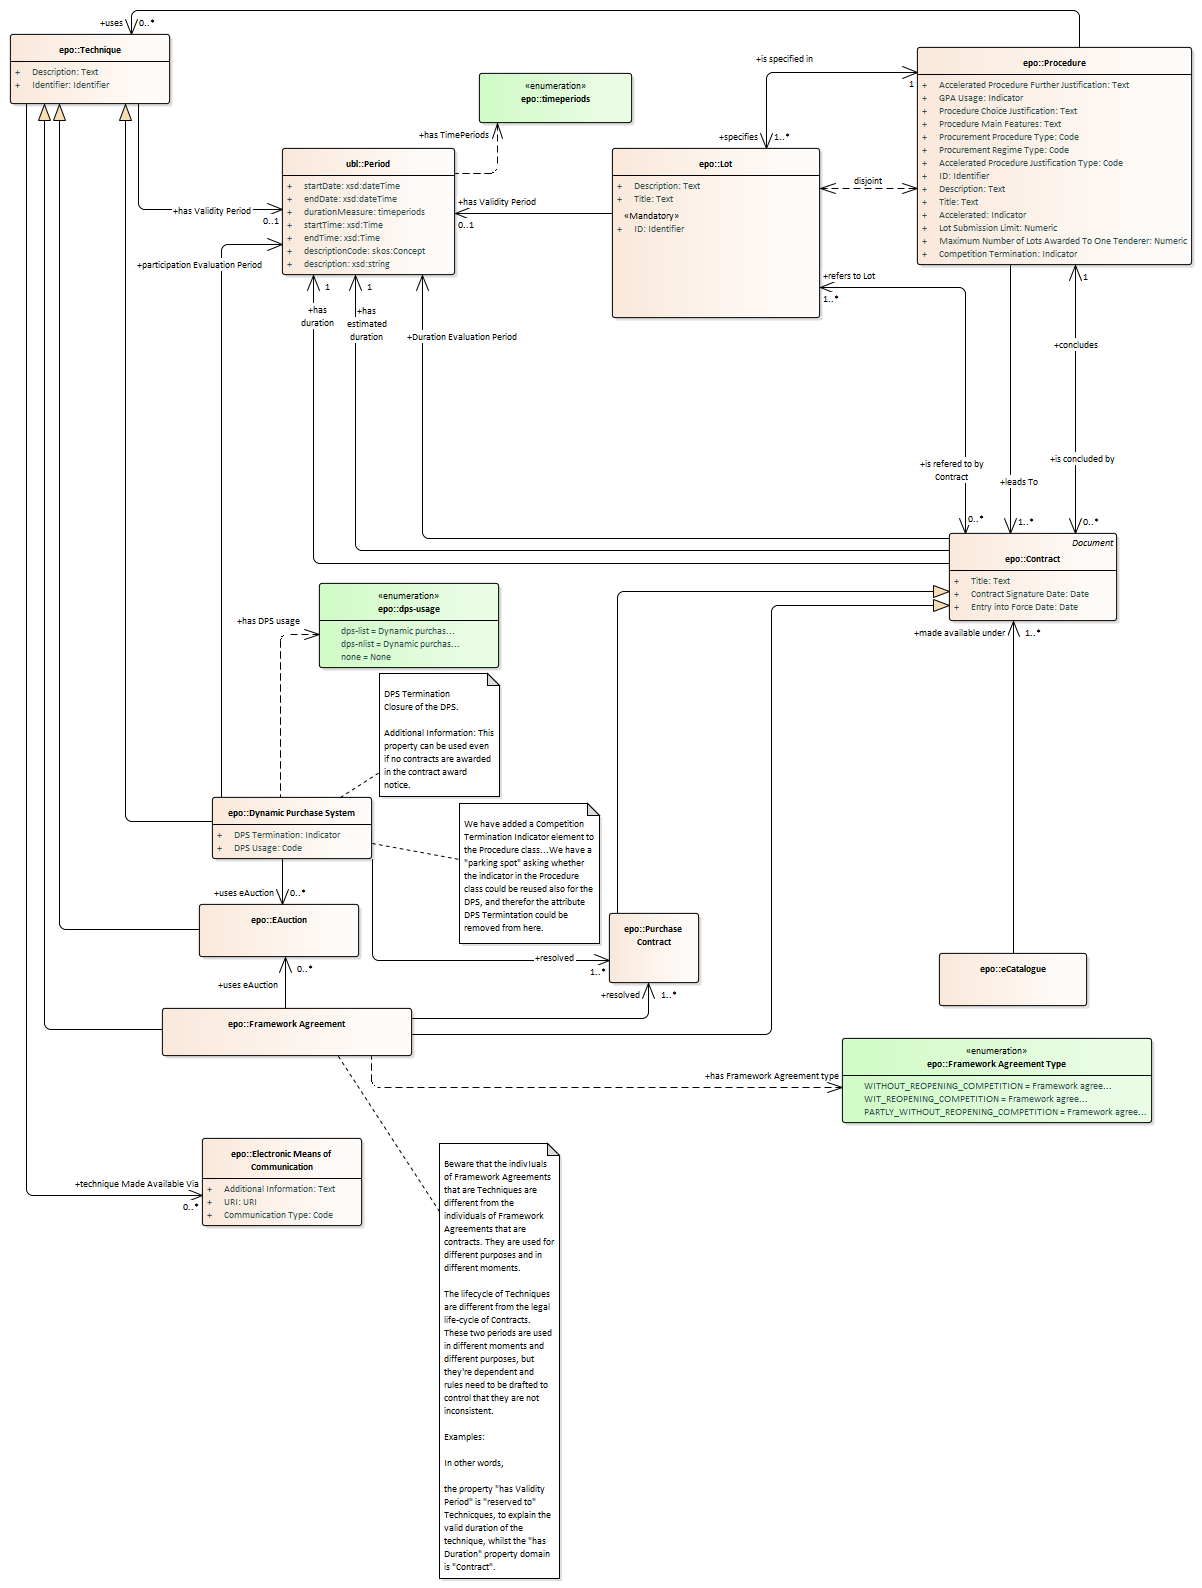 +uses
0..*
epo::Technique
+ Description: Text
+ Identifier: Identifier
«enumeration»
epo::timeperiods
+has TimePeriods
+is specified in
1
+specifies
1..*
epo::Procedure
+ Accelerated Procedure Further Justification: Text
+ GPA Usage: Indicator
+ Procedure Choice Justification: Text
+ Procedure Main Features: Text
+ Procurement Procedure Type: Code
+ Procurement Regime Type: Code
+ Accelerated Procedure Justification Type: Code
+ ID: Identifier
+ Description: Text
+ Title: Text
+ Accelerated: Indicator
+ Lot Submission Limit: Numeric
+ Maximum Number of Lots Awarded To One Tenderer: Numeric
+ Competition Termination: Indicator
ubl::Period
+ startDate: xsd:dateTime
+ endDate: xsd:dateTime
+ durationMeasure: timeperiods
+ startTime: xsd:Time
+ endTime: xsd:Time
+ descriptionCode: skos:Concept
+ description: xsd:string
epo::Lot
+ Description: Text
+ Title: Text
«Mandatory»
+ ID: Identifier
disjoint
+has Validity Period
0..1
+has Validity Period
0..1
+participation Evaluation Period
+refers to Lot
1..*
1
+has
duration
1
+has
estimated
duration
+Duration Evaluation Period
1
+concludes
+is refered to by
Contract
0..*
+leads To
1..*
+is concluded by
0..*
Document
epo::Contract
+ Title: Text
+ Contract Signature Date: Date
+ Entry into Force Date: Date
+made available under
1..*
«enumeration»
epo::dps-usage
dps-list = Dynamic purchas...
dps-nlist = Dynamic purchas...
none = None
+has DPS usage
DPS Termination
Closure of the DPS.
Additional Information: This
property can be used even
if no contracts are awarded
in the contract award
notice.
epo::Dynamic Purchase System
+ DPS Termination: Indicator
+ DPS Usage: Code
We have added a Competition
Termination Indicator element to
the Procedure class...We have a
"parking spot" asking whether
the indicator in the Procedure
class could be reused also for the
DPS, and therefor the attribute
DPS Termintation could be
removed from here.
+uses eAuction
0..*
epo::EAuction
+resolved
1..*
epo::Purchase
Contract
epo::eCatalogue
0..*
+uses eAuction
+resolved
1..*
epo::Framework Agreement
+has Framework Agreement type
«enumeration»
epo::Framework Agreement Type
WITHOUT_REOPENING_COMPETITION = Framework agree...
WIT_REOPENING_COMPETITION = Framework agree...
PARTLY_WITHOUT_REOPENING_COMPETITION = Framework agree...
epo::Electronic Means of
Communication
+ Additional Information: Text
+ URI: URI
+ Communication Type: Code
+technique Made Available Via
0..*
Beware that the indivIuals
of Framework Agreements
that are Techniques are
different from the
individuals of Framework
Agreements that are
contracts. They are used for
different purposes and in
different moments.
The lifecycle of Techniques
are different from the legal
life-cycle of Contracts.
These two periods are used
in different moments and
different purposes, but
they're dependent and
rules need to be drafted to
control that they are not
inconsistent.
Examples:
In other words,
the property "has Validity
Period" is "reserved to"
Technicques, to explain the
valid duration of the
technique, whilst the "has
Duration" property domain
is "Contract".